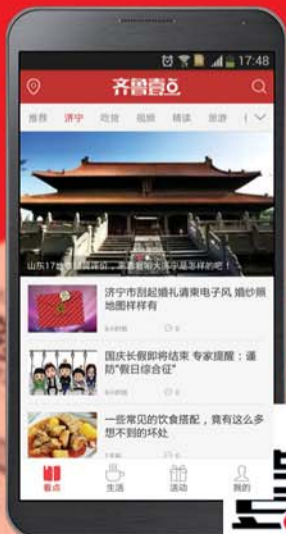 17:48
齐鲁壹点
推荐 济宁 吃货 视频 精读 旅游
济宁市刮起婚礼请柬电子风 婚纱照
地图样样有
国庆长假即将结束 专家提醒：谨
防“假日综合征”
一些常见的饮食搭配，竟有这么多
想不到的坏处
看点 生活 活动 我的